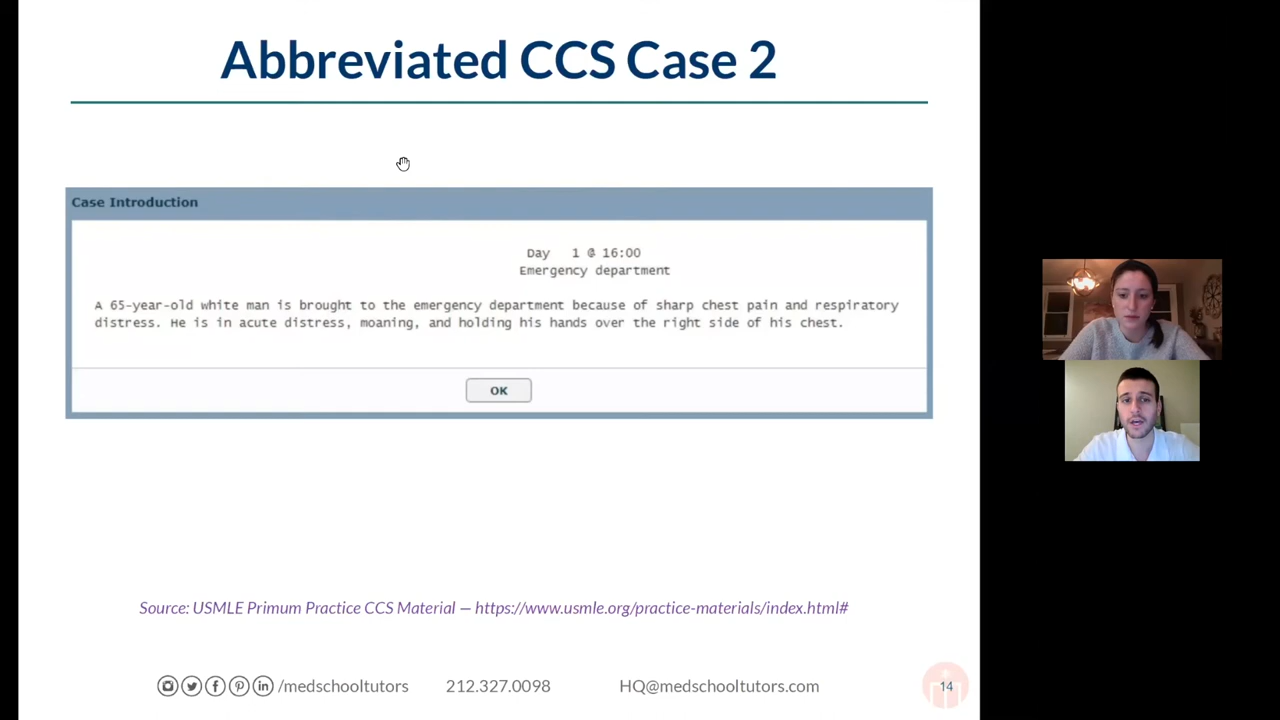 Abbreviated CCS Case 2
Case Introduction
Day 1 @ 16:00
Emergency department
A 65-year-old white man is brought to the emergency department because of sharp chest pain and respiratory
distress. He is in acute distress, moaning, and holding his hands over the right side of his chest.
OK
Source: USMLE Primum Practice CCS Material — https://www.usmle.org/practice-materials/index.html#
/medschooltutors 212.327.0098 HQ@medschooltutors.com 14